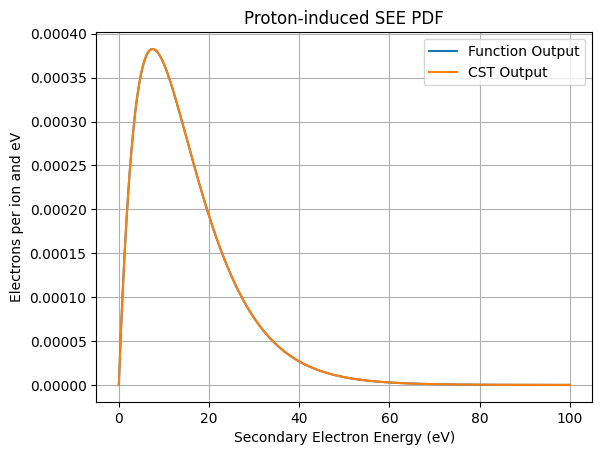 Proton-induced SEE PDF
Function Output
CST Output
Electrons per ion and eV
0.00040
0.00035
0.00030
0.00025
0.00020
0.00015
0.00010
0.00005
0.00000
0 20 40 60 80 100
Secondary Electron Energy (eV)